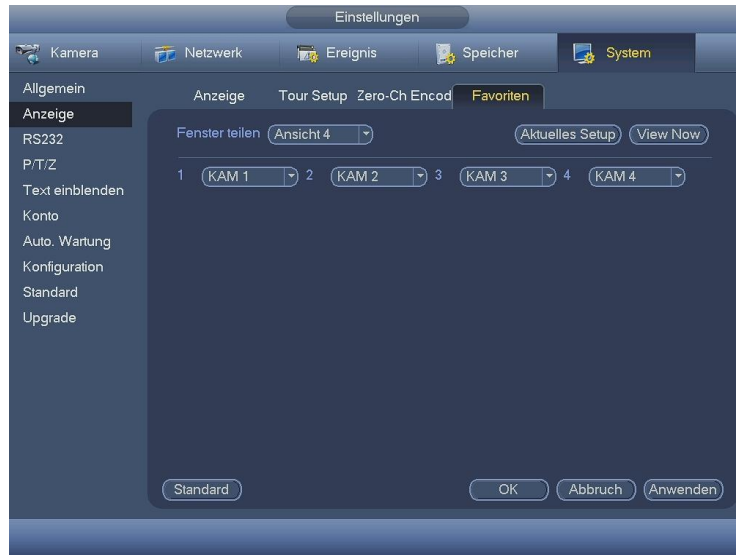 Einstellungen
Kamera Netzwerk Ereignis Speicher System
Allgemein
Anzeige
RS232
P/T/Z
Text einblenden
Konto
Auto. Wartung
Konfiguration
Standard
Upgrade
Anzeige Tour Setup Zero-Ch Encod Favoriten
Fenster teilen Ansicht 4 Aktuelles Setup View Now
1 KAM 1 2 KAM 2 3 KAM 3 4 KAM 4
Standard OK Abbruch Anwenden